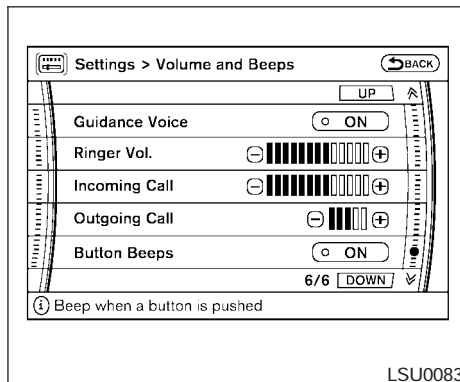 Settings > Volume and Beeps
BACK
UP
Guidance Voice
ON
Ringer Vol.
Incoming Call
Outgoing Call
Button Beeps
ON
6/6 DOWN
i Beep when a button is pushed
LSU0083